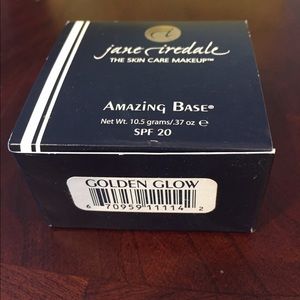 jane iredale
THE SKIN CARE MAKEUP™
AMAZING BASE®
Net Wt. 10.5 grams/.37 oz ℮
SPF 20
GOLDEN GLOW
6 70959 11114 2